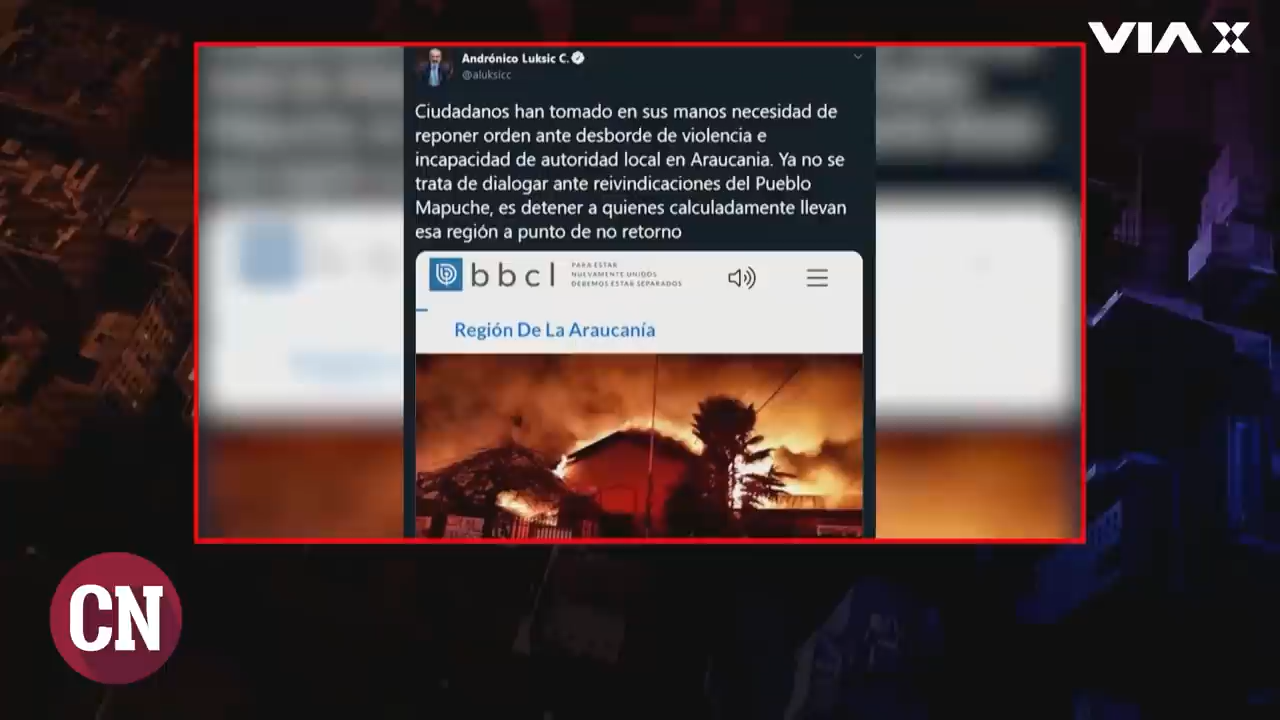 VIA X
Andrónico Luksic C.
@aluksicc
Ciudadanos han tomado en sus manos necesidad de
reponer orden ante desborde de violencia e
incapacidad de autoridad local en Araucania. Ya no se
trata de dialogar ante reivindicaciones del Pueblo
Mapuche, es detener a quienes calculadamente llevan
esa región a punto de no retorno
bbcl
PARA ESTAR
NUEVAMENTE UNIDOS
DEBEMOS ESTAR SEPARADOS
Región De La Araucanía
CN